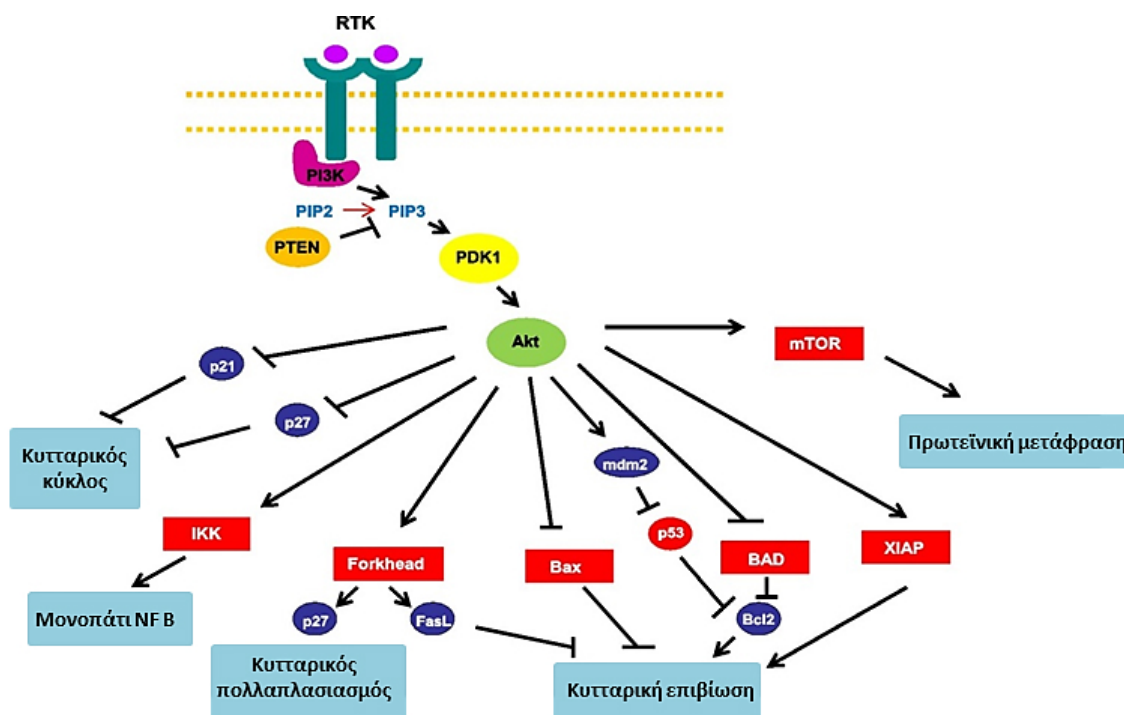 RTK
PI3K
PIP2
PIP3
PTEN
PDK1
Akt
mTOR
p21
p27
Κυτταρικός
κύκλος
Πρωτεϊνική μετάφραση
mdm2
IKK
p53
Forkhead
Bax
BAD
XIAP
Μονοπάτι NF B
p27
FasL
Bcl2
Κυτταρικός
πολλαπλασιασμός
Κυτταρική επιβίωση